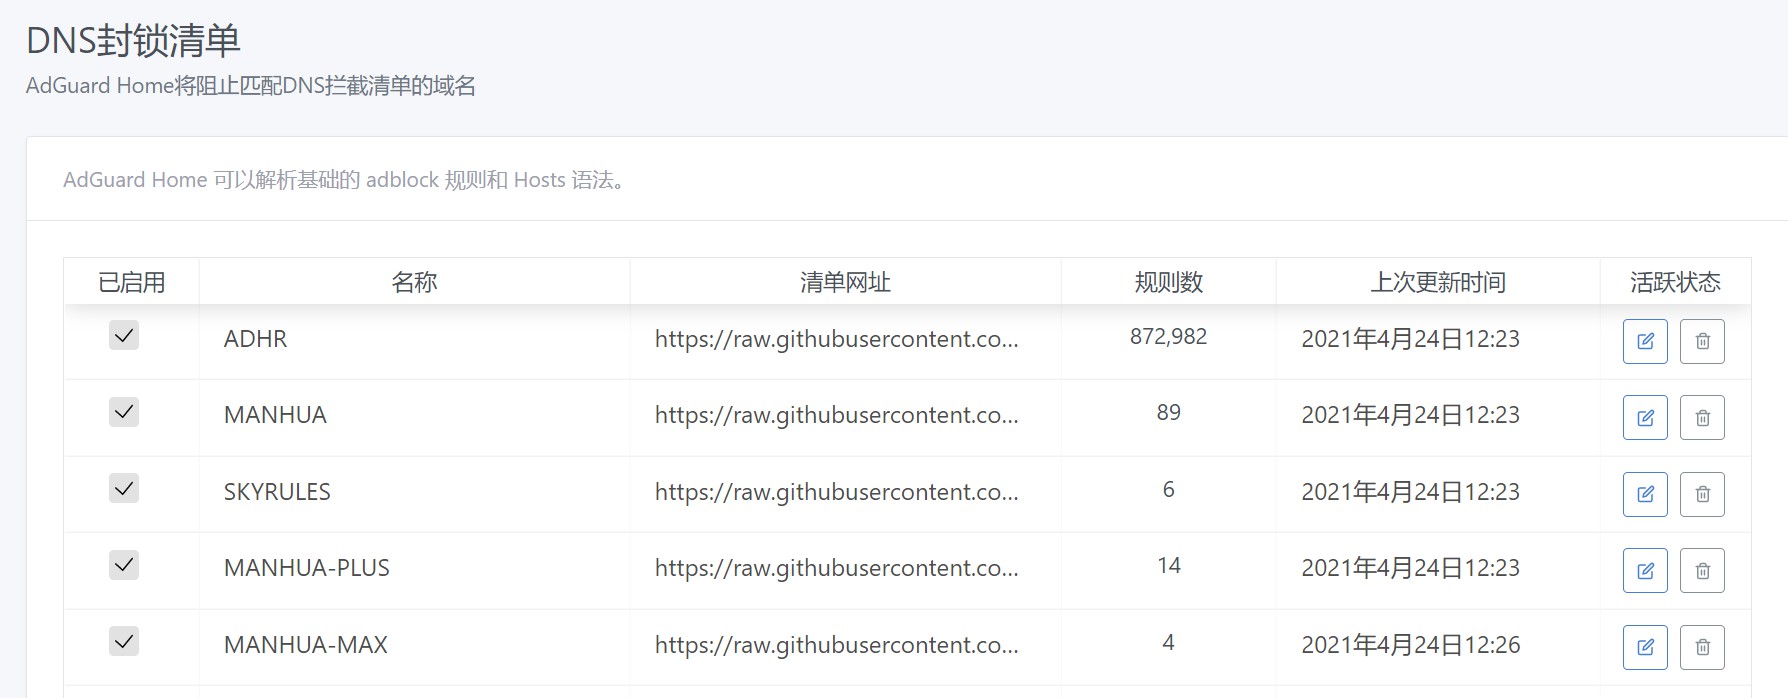 DNS封锁清单
AdGuard Home将阻止匹配DNS拦截清单的域名
AdGuard Home 可以解析基础的 adblock 规则和 Hosts 语法。
已启用 名称 清单网址 规则数 上次更新时间 活跃状态
ADHR https://raw.githubusercontent.co... 872,982 2021年4月24日12:23
MANHUA https://raw.githubusercontent.co... 89 2021年4月24日12:23
SKYRULES https://raw.githubusercontent.co... 6 2021年4月24日12:23
MANHUA-PLUS https://raw.githubusercontent.co... 14 2021年4月24日12:23
MANHUA-MAX https://raw.githubusercontent.co... 4 2021年4月24日12:26